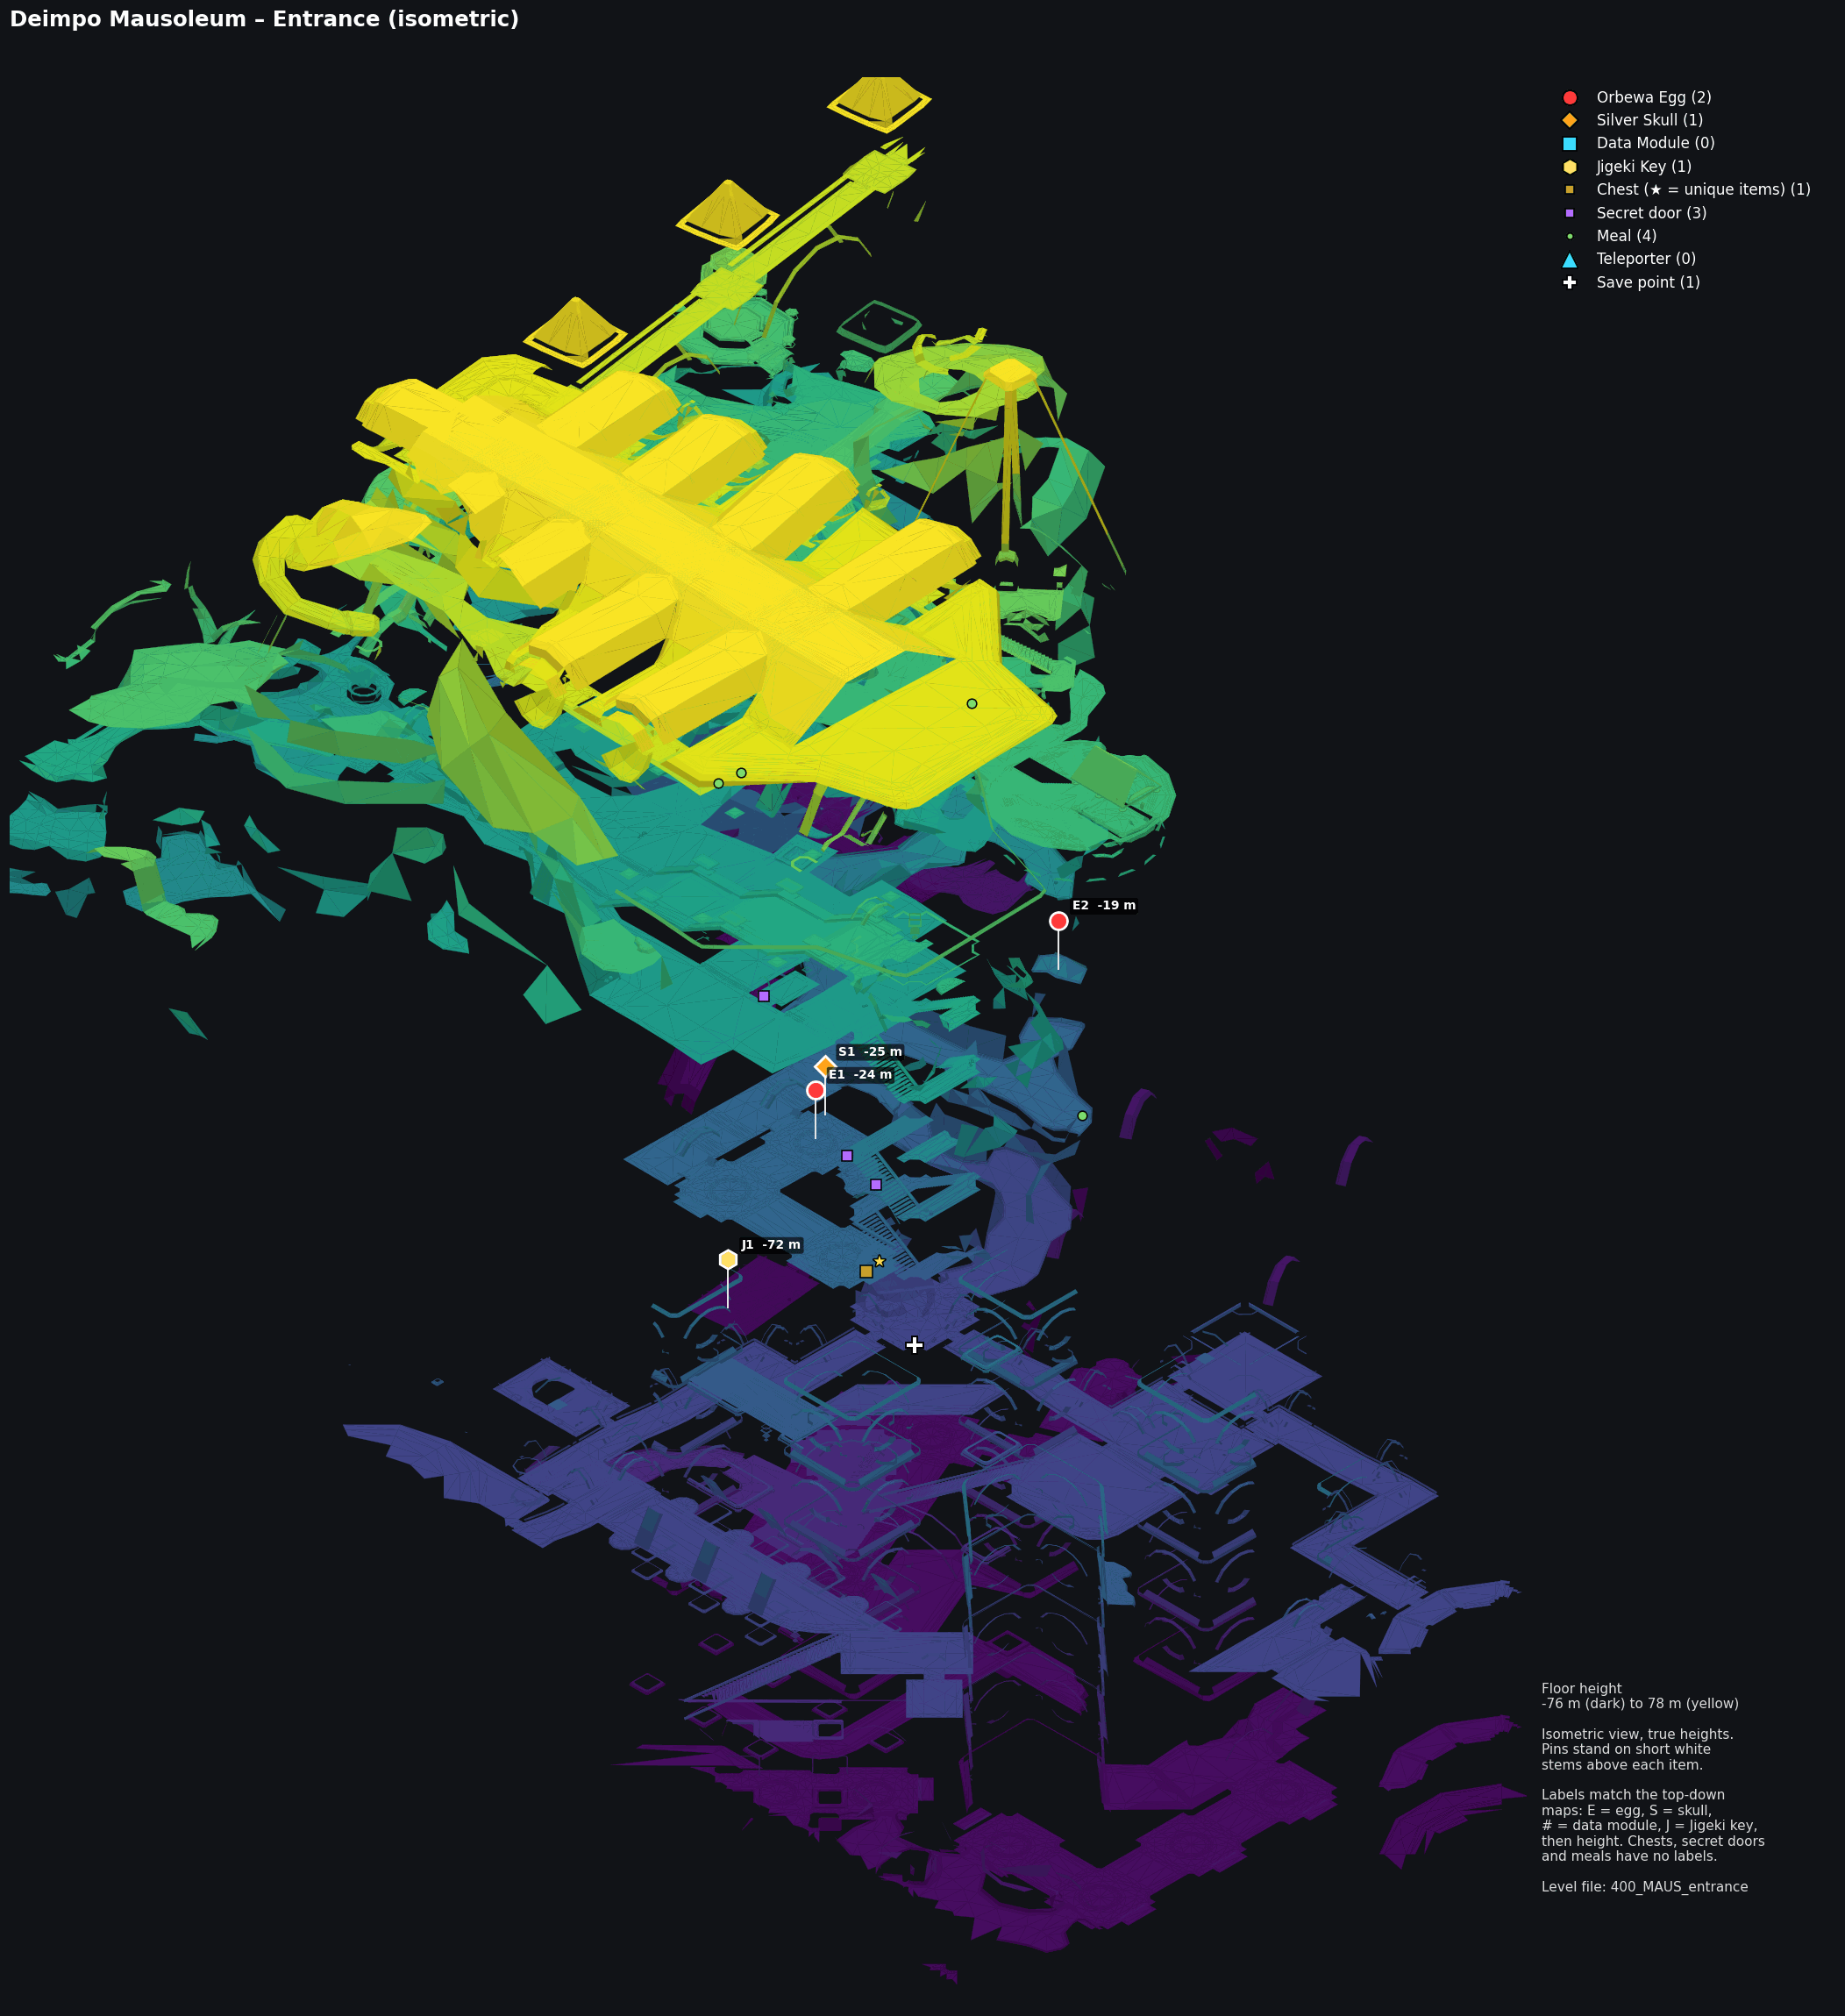 Deimpo Mausoleum – Entrance (isometric)
Orbewa Egg (2)
Silver Skull (1)
Data Module (0)
Jigeki Key (1)
Chest (★ = unique items) (1)
Secret door (3)
Meal (4)
Teleporter (0)
Save point (1)
E2 -19 m
S1 -25 m
E1 -24 m
J1 -72 m
Floor height
-76 m (dark) to 78 m (yellow)
Isometric view, true heights.
Pins stand on short white
stems above each item.
Labels match the top-down
maps: E = egg, S = skull,
# = data module, J = Jigeki key,
then height. Chests, secret doors
and meals have no labels.
Level file: 400_MAUS_entrance